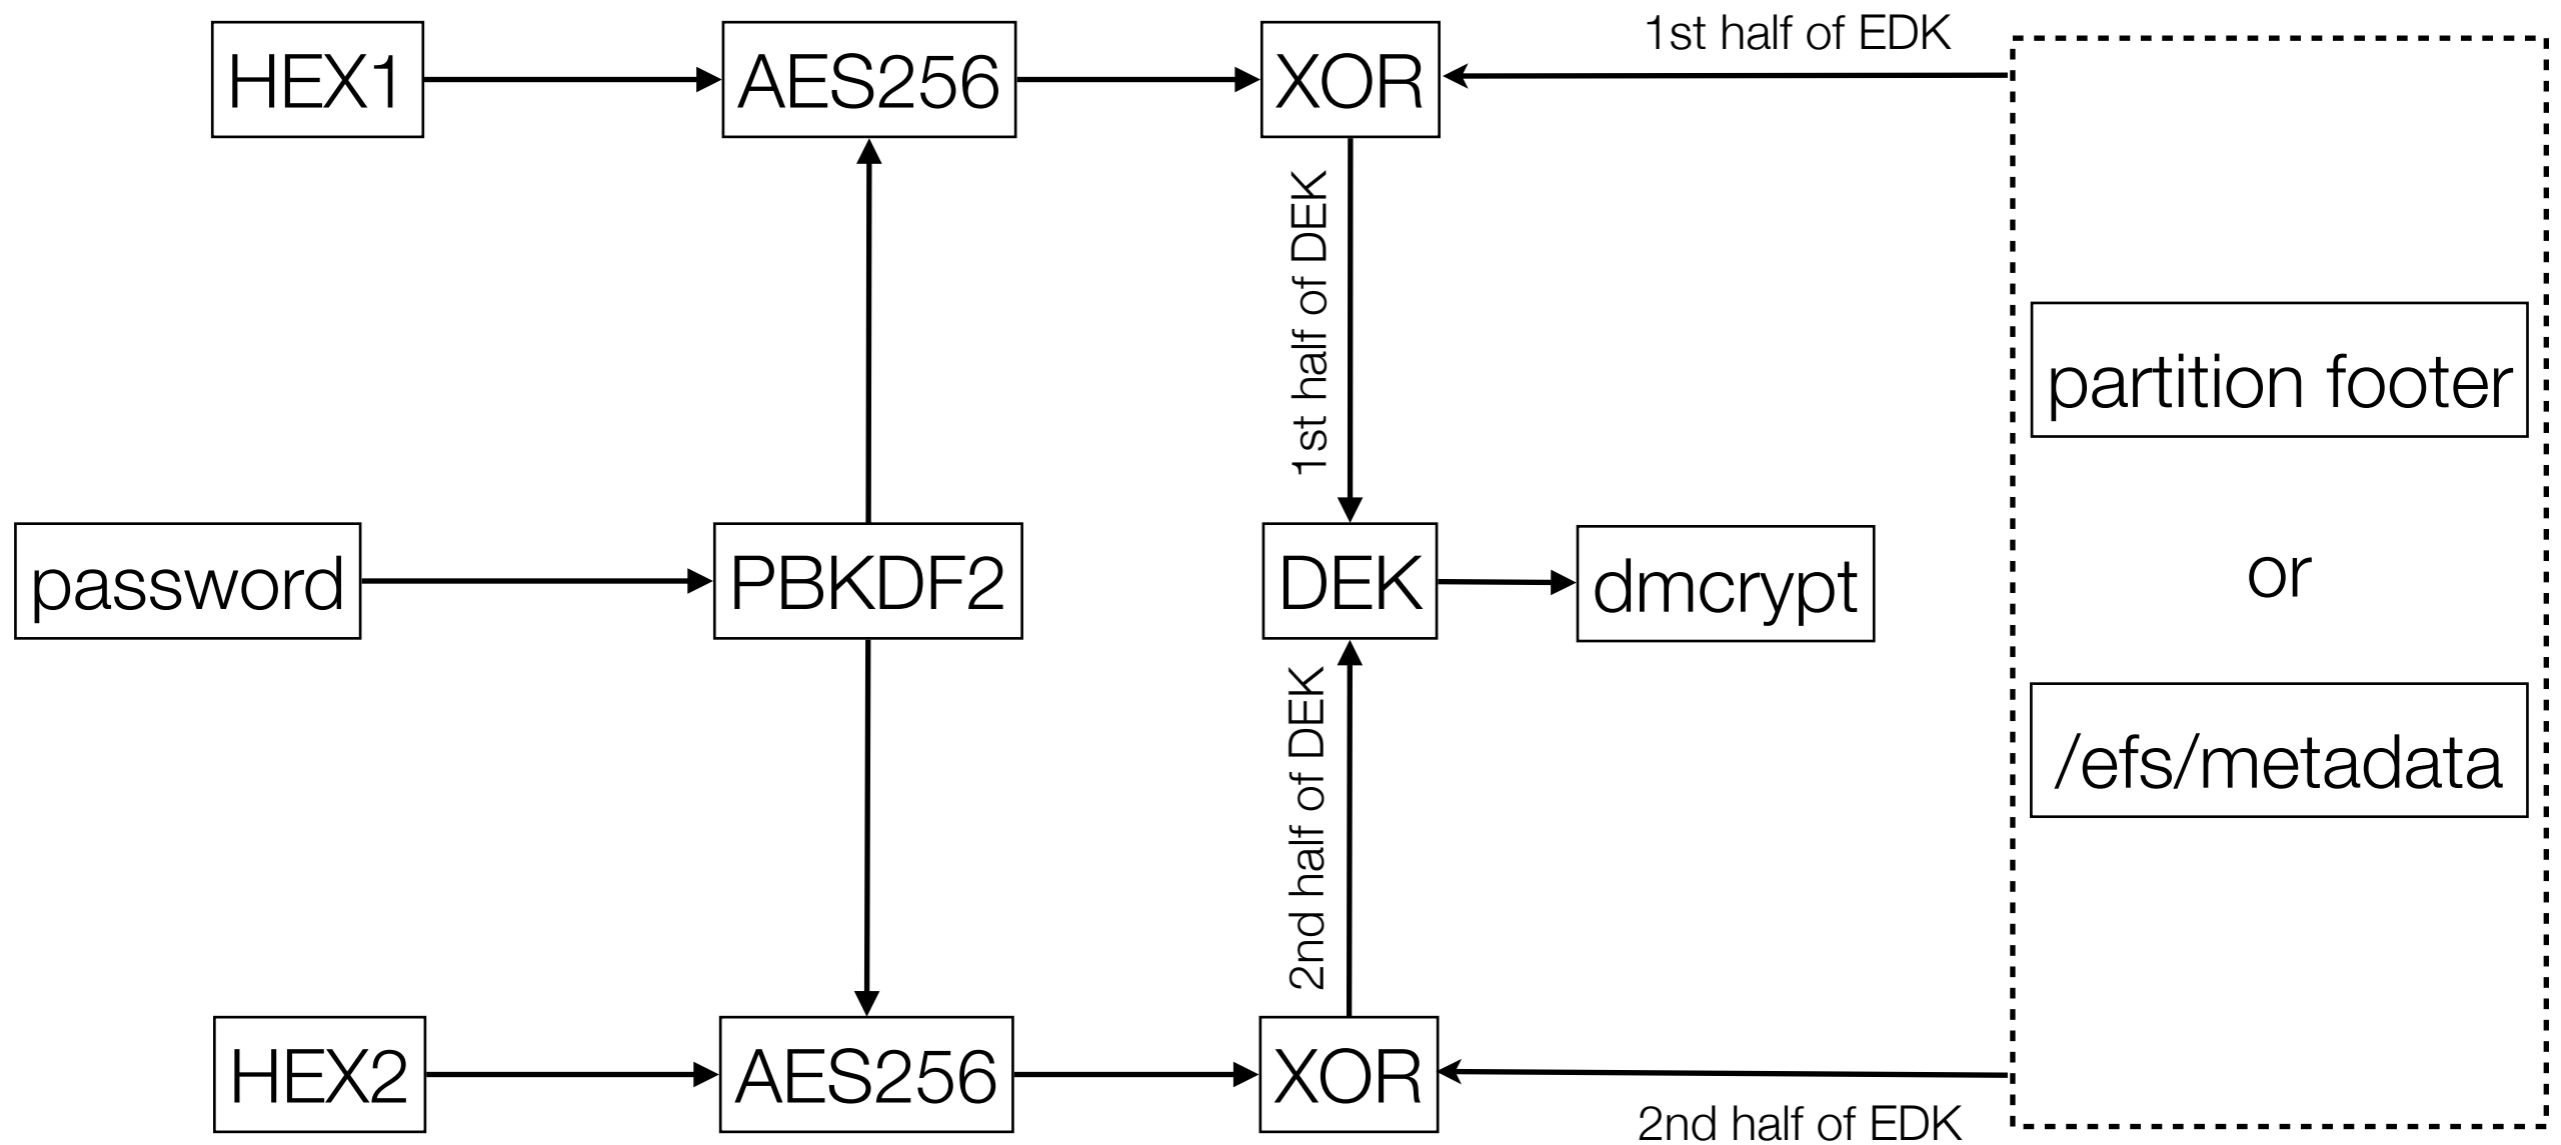 1st half of EDK
HEX1
AES256
XOR
1st half of DEK
partition footer
password
PBKDF2
DEK
dmcrypt
or
2nd half of DEK
/efs/metadata
HEX2
AES256
XOR
2nd half of EDK